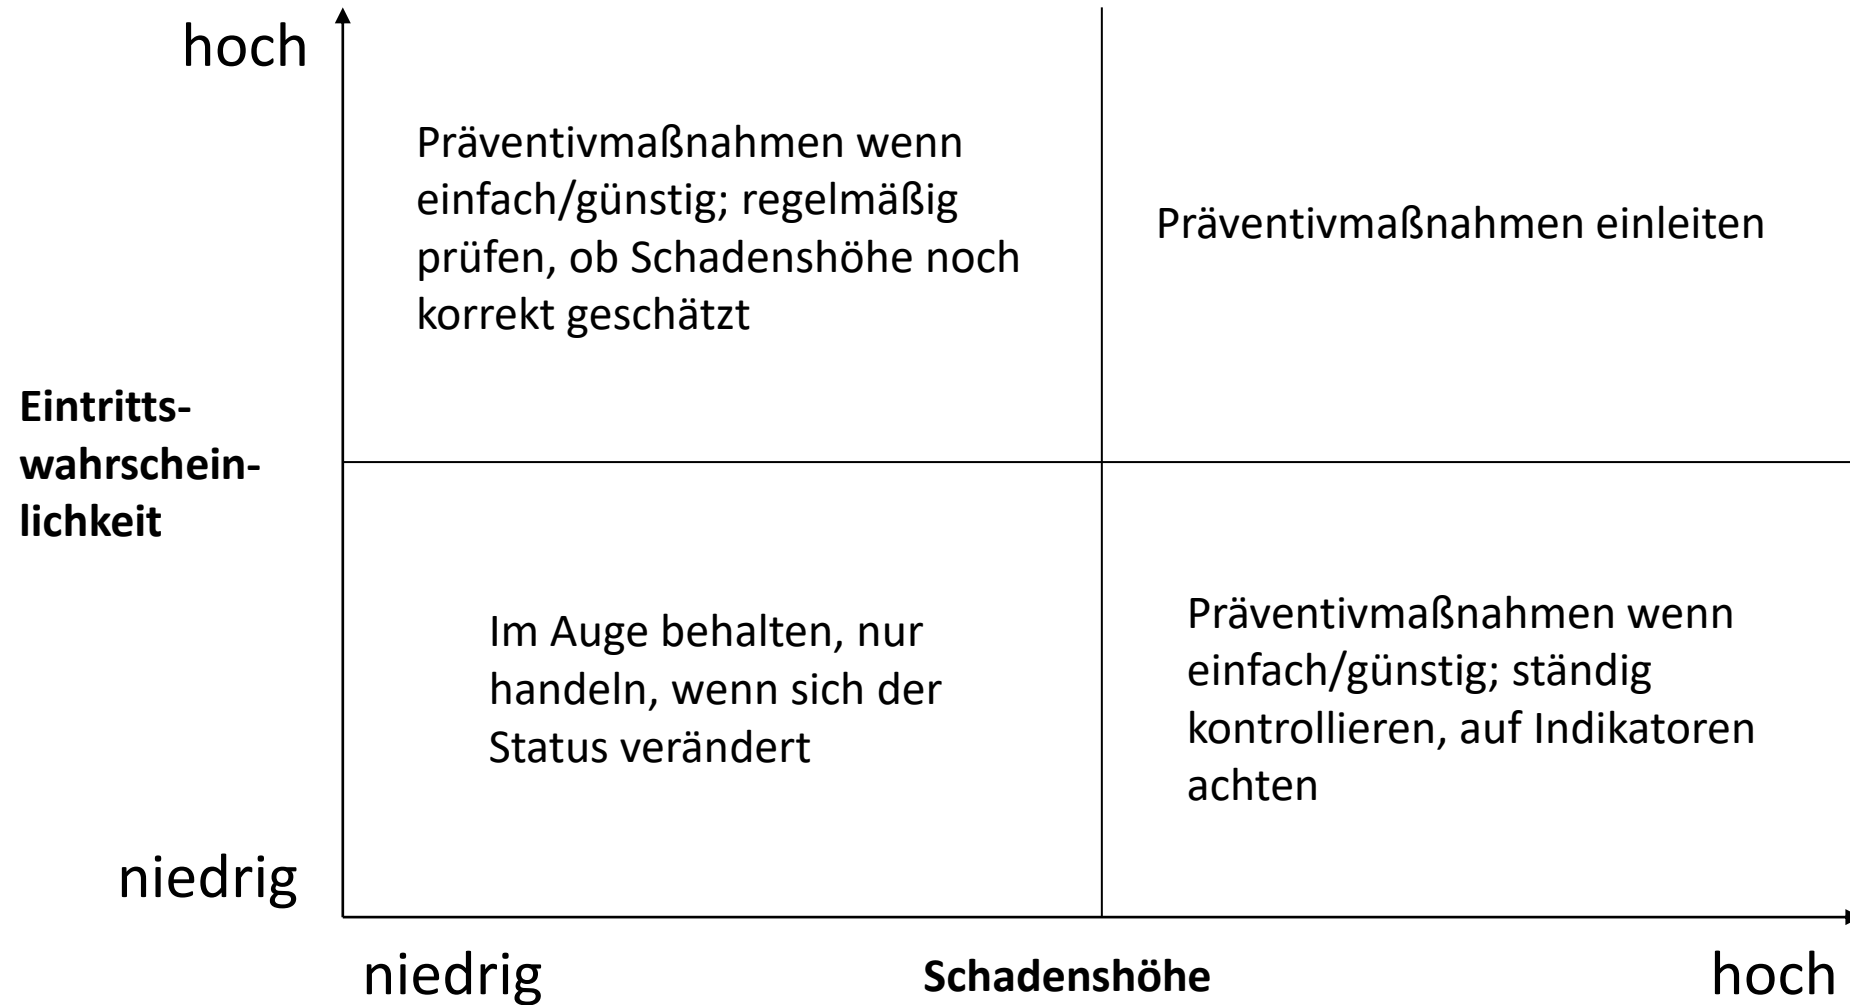 hoch
Präventivmaßnahmen wenn
einfach/günstig; regelmäßig
prüfen, ob Schadenshöhe noch
korrekt geschätzt
Präventivmaßnahmen einleiten
Eintritts-
wahrschein-
lichkeit
Im Auge behalten, nur
handeln, wenn sich der
Status verändert
Präventivmaßnahmen wenn
einfach/günstig; ständig
kontrollieren, auf Indikatoren
achten
niedrig
niedrig
Schadenshöhe
hoch